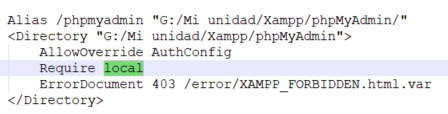 Alias /phpmyadmin "G:/Mi unidad/Xampp/phpMyAdmin/"
<Directory "G:/Mi unidad/Xampp/phpMyAdmin">
    AllowOverride AuthConfig
    Require local
    ErrorDocument 403 /error/XAMPP_FORBIDDEN.html.var
</Directory>